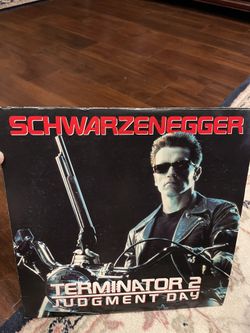 SCHWARZENEGGER
TERMINATOR 2
JUDGMENT DAY